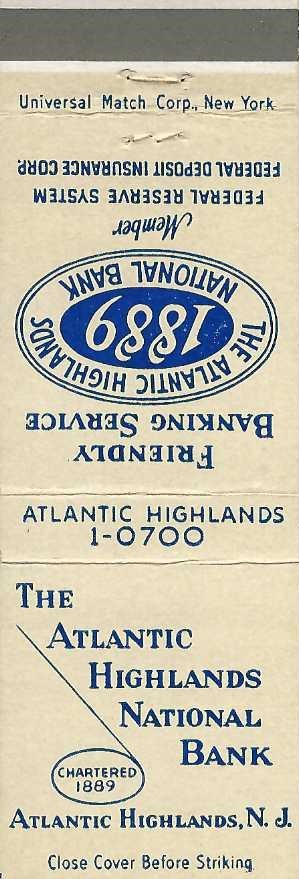 Universal Match Corp., New York
FRIENDLY
BANKING SERVICE
THE ATLANTIC HIGHLANDS
NATIONAL BANK
1889
Member
FEDERAL RESERVE SYSTEM
FEDERAL DEPOSIT INSURANCE CORP.
ATLANTIC HIGHLANDS
1-0700
THE
ATLANTIC
HIGHLANDS
NATIONAL
BANK
CHARTERED
1889
ATLANTIC HIGHLANDS, N. J.
Close Cover Before Striking